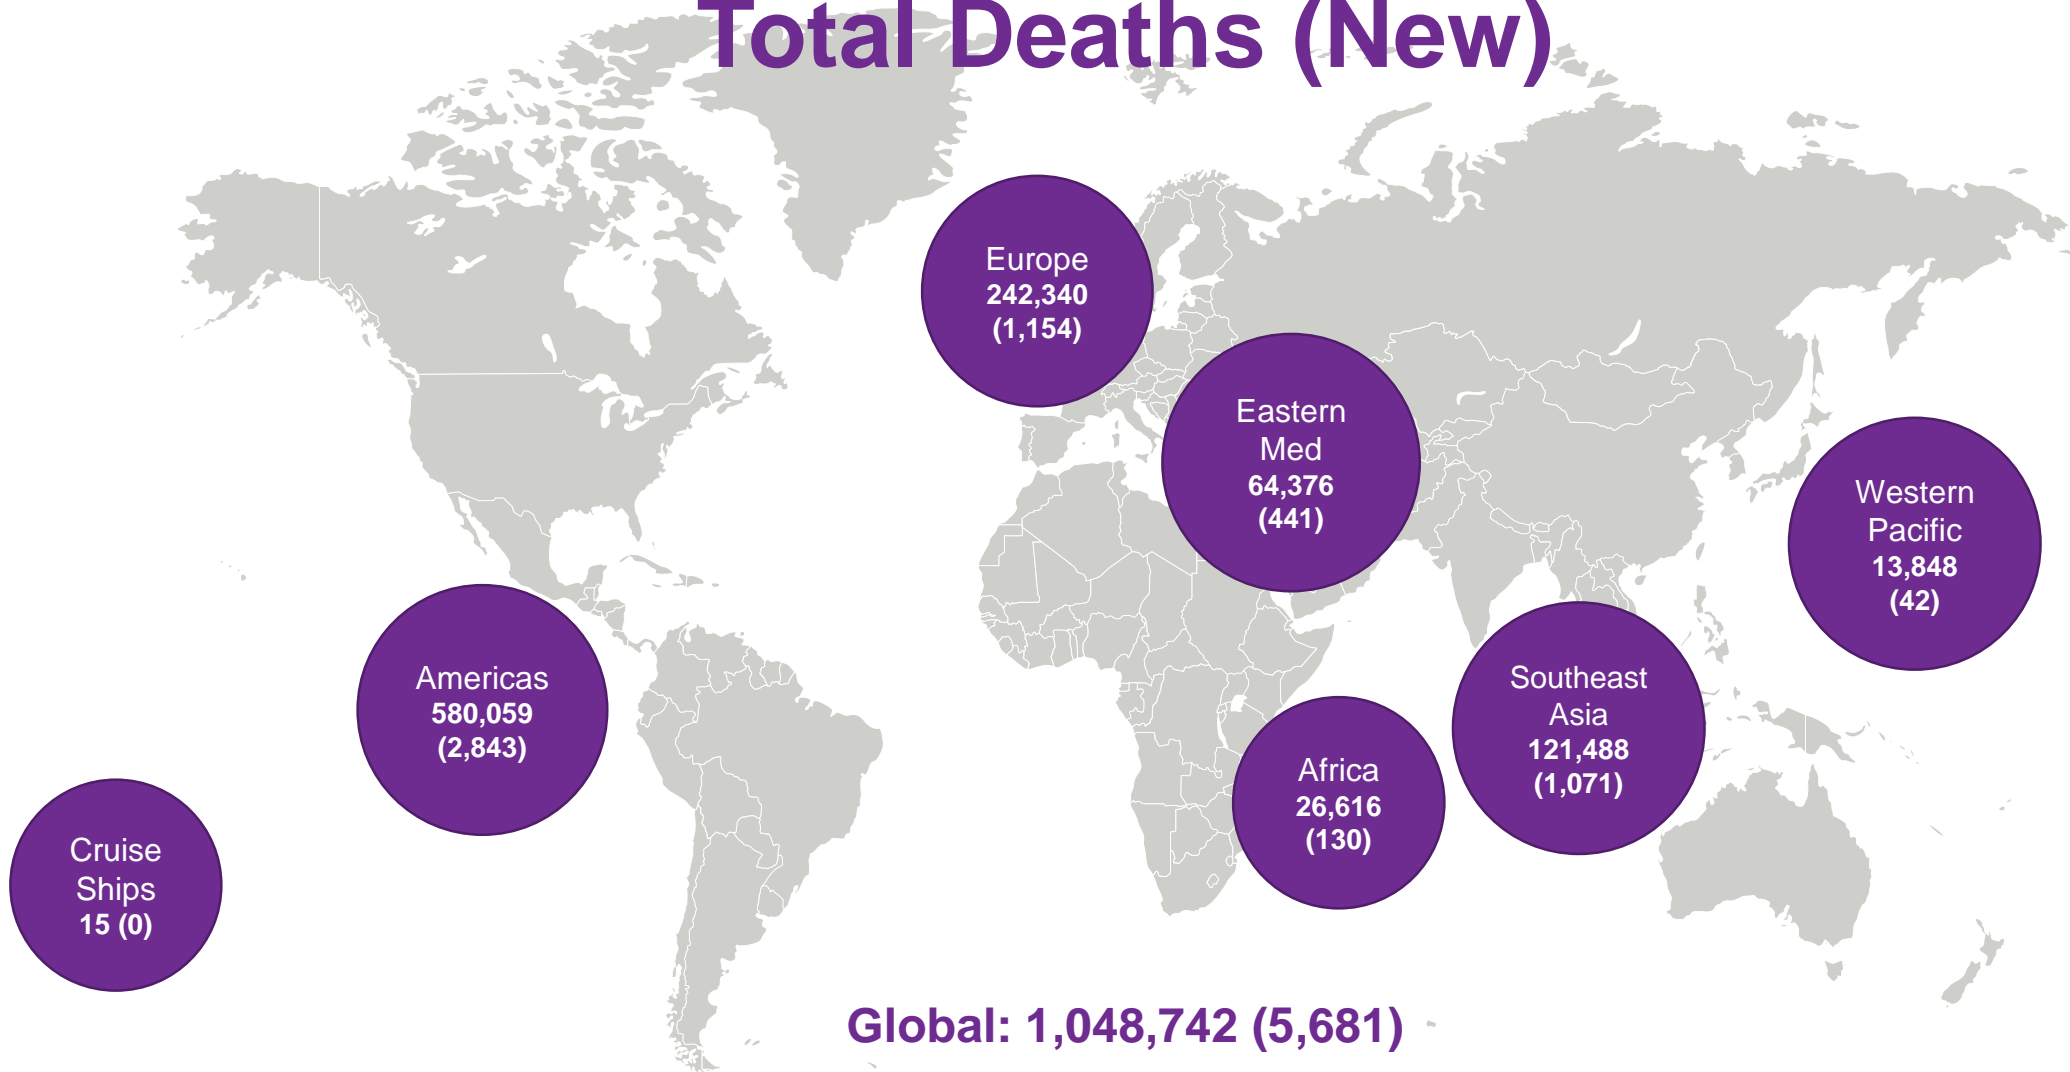 Total Deaths (New)
Europe
242,340
(1,154)
Eastern
Med
64,376
(441)
Western
Pacific
13,848
(42)
Americas
580,059
(2,843)
Southeast
Asia
121,488
(1,071)
Africa
26,616
(130)
Cruise
Ships
15 (0)
Global: 1,048,742 (5,681)